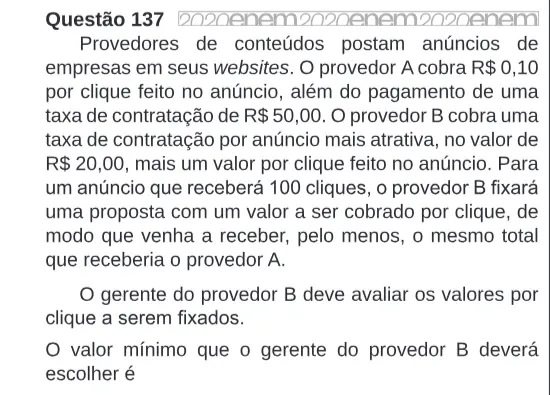 Questão 137 2020enem2020enem2020enem
Provedores de conteúdos postam anúncios de
empresas em seus websites. O provedor A cobra R$ 0,10
por clique feito no anúncio, além do pagamento de uma
taxa de contratação de R$ 50,00. O provedor B cobra uma
taxa de contratação por anúncio mais atrativa, no valor de
R$ 20,00, mais um valor por clique feito no anúncio. Para
um anúncio que receberá 100 cliques, o provedor B fixará
uma proposta com um valor a ser cobrado por clique, de
modo que venha a receber, pelo menos, o mesmo total
que receberia o provedor A.
O gerente do provedor B deve avaliar os valores por
clique a serem fixados.
O valor mínimo que o gerente do provedor B deverá
escolher é